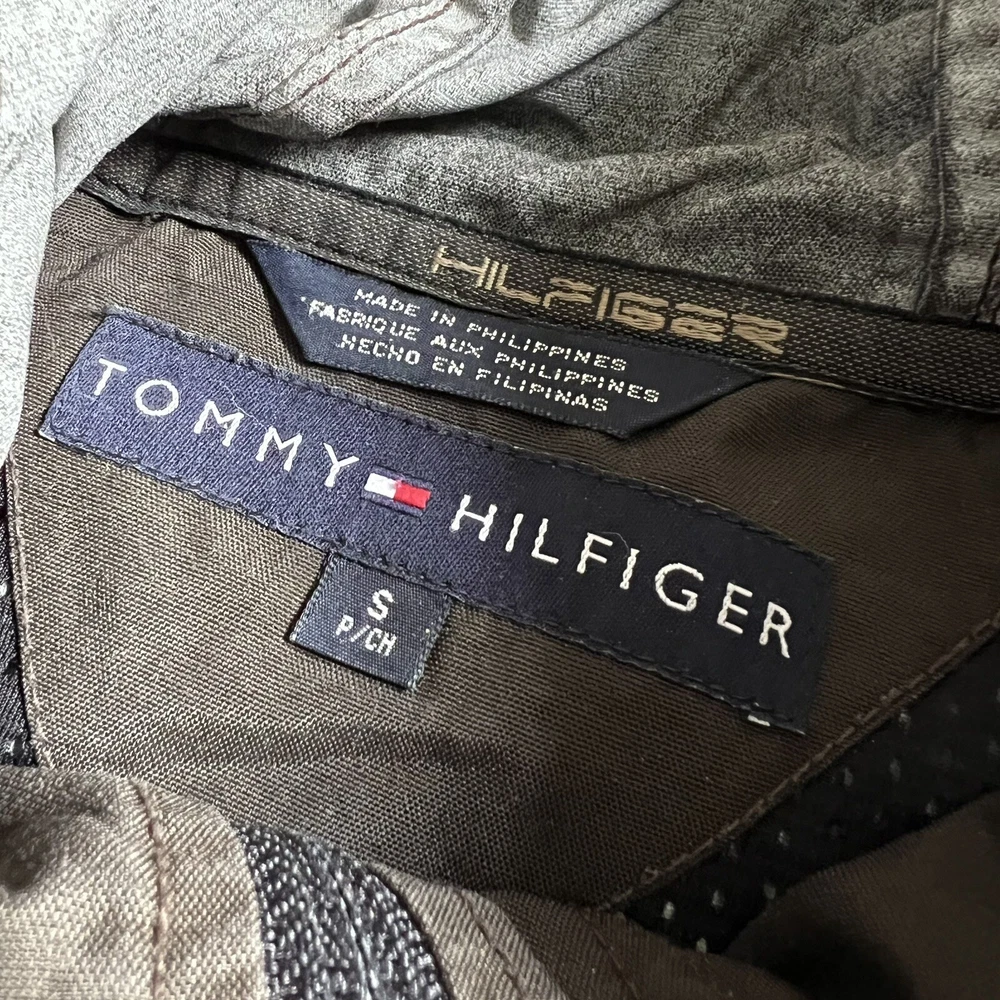 HILFIGER
MADE IN PHILIPPINES
FABRIQUE AUX PHILIPPINES
HECHO EN FILIPINAS
TOMMY HILFIGER
S
P/CH